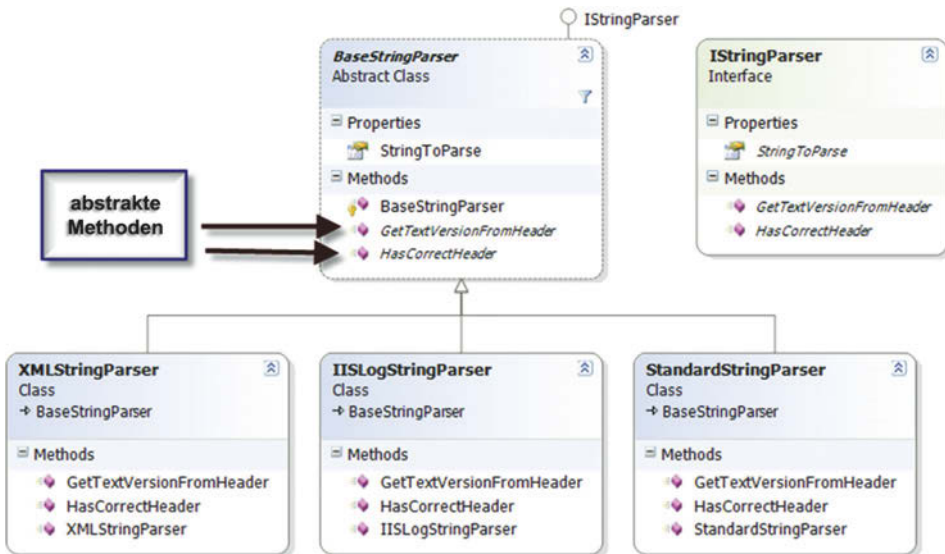 IStringParser
BaseStringParser
Abstract Class
Properties
StringToParse
Methods
BaseStringParser
GetTextVersionFromHeader
HasCorrectHeader
IStringParser
Interface
Properties
StringToParse
Methods
GetTextVersionFromHeader
HasCorrectHeader
abstrakte
Methoden
XMLStringParser
Class
BaseStringParser
Methods
GetTextVersionFromHeader
HasCorrectHeader
XMLStringParser
IISLogStringParser
Class
BaseStringParser
Methods
GetTextVersionFromHeader
HasCorrectHeader
IISLogStringParser
StandardStringParser
Class
BaseStringParser
Methods
GetTextVersionFromHeader
HasCorrectHeader
StandardStringParser